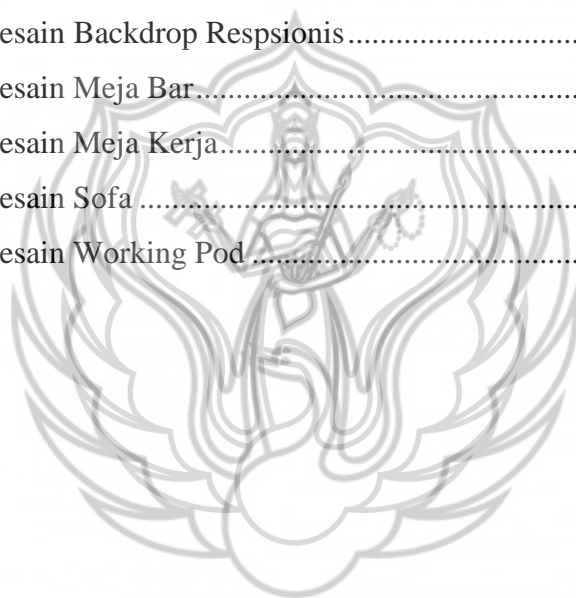 esain Backdrop Respsionis............................
esain Meja Bar..............................................
esain Meja Kerja...........................................
esain Sofa .....................................................
esain Working Pod .......................................